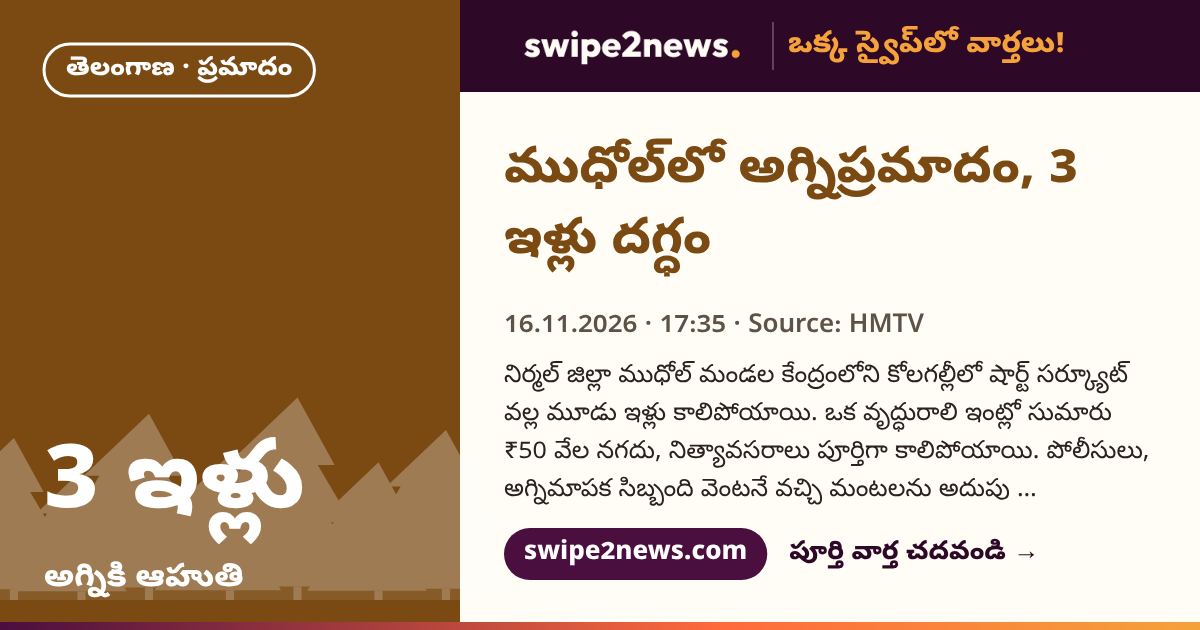 తెలంగాణ · ప్రమాదం
3 ఇళ్లు
అగ్నికి ఆహుతి
swipe2news.
ఒక్క స్వైప్‌లో వార్తలు!
ముధోల్‌లో అగ్నిప్రమాదం, 3
ఇళ్లు దగ్ధం
16.11.2026 · 17:35 · Source: HMTV
నిర్మల్ జిల్లా ముధోల్ మండల కేంద్రంలోని కోలగల్లీలో షార్ట్ సర్క్యూట్
వల్ల మూడు ఇళ్లు కాలిపోయాయి. ఒక వృద్ధురాలి ఇంట్లో సుమారు
₹50 వేల నగదు, నిత్యావసరాలు పూర్తిగా కాలిపోయాయి. పోలీసులు,
అగ్నిమాపక సిబ్బంది వెంటనే వచ్చి మంటలను అదుపు ...
swipe2news.com
పూర్తి వార్త చదవండి →